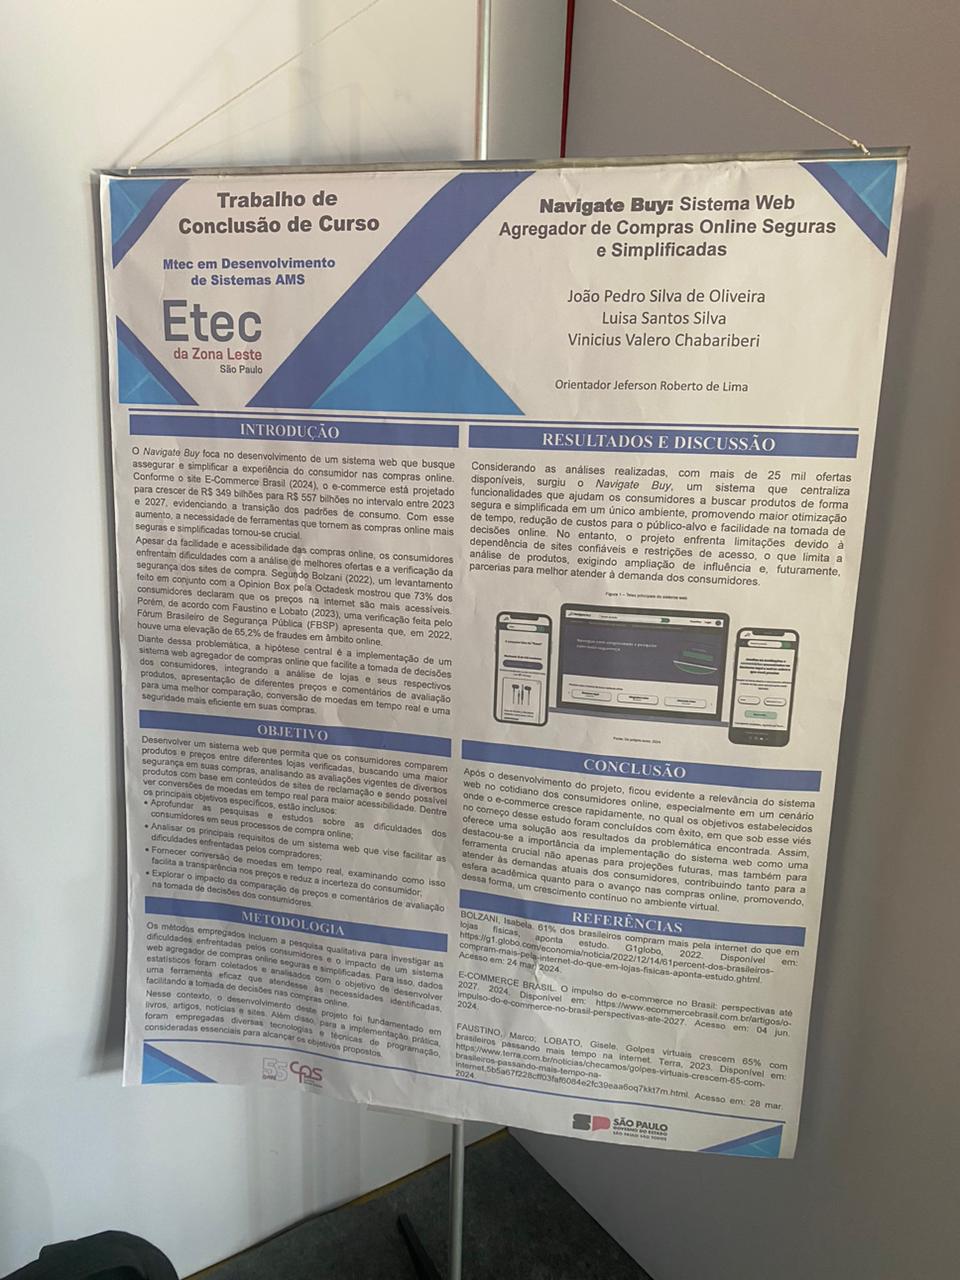 Trabalho de
Conclusão de Curso
Mtec em Desenvolvimento
de Sistemas AMS
Etec
da Zona Leste
São Paulo
Navigate Buy: Sistema Web
Agregador de Compras Online Seguras
e Simplificadas
João Pedro Silva de Oliveira
Luisa Santos Silva
Vinicius Valero Chabariberi
Orientador Jeferson Roberto de Lima
INTRODUÇÃO
O Navigate Buy foca no desenvolvimento de um sistema web que busque
assegurar e simplificar a experiência do consumidor nas compras online.
Conforme o site E-Commerce Brasil (2024), o e-commerce está projetado
para crescer de R$ 349 bilhões para R$ 557 bilhões no intervalo entre 2023
e 2027, evidenciando a transição dos padrões de consumo. Com esse
aumento, a necessidade de ferramentas que tornem as compras online mais
seguras e simplificadas tornou-se crucial.
Apesar da facilidade e acessibilidade das compras online, os consumidores
enfrentam dificuldades com a análise de melhores ofertas e a verificação da
segurança dos sites de compra. Segundo Bolzani (2022), um levantamento
feito em conjunto com a Opinion Box pela Octadesk mostrou que 73% dos
consumidores declaram que os preços na internet são mais acessíveis.
Porém, de acordo com Faustino e Lobato (2023), uma verificação feita pelo
Fórum Brasileiro de Segurança Pública (FBSP) apresenta que, em 2022,
houve uma elevação de 65,2% de fraudes em âmbito online.
Diante dessa problemática, a hipótese central é a implementação de um
sistema web agregador de compras online que facilite a tomada de decisões
dos consumidores, integrando a análise de lojas e seus respectivos
produtos, apresentação de diferentes preços e comentários de avaliação
para uma melhor comparação, conversão de moedas em tempo real e uma
seguridade mais eficiente em suas compras.
OBJETIVO
Desenvolver um sistema web que permita que os consumidores comparem
produtos e preços entre diferentes lojas verificadas, buscando uma maior
segurança em suas compras, analisando as avaliações vigentes de diversos
produtos com base em conteúdos de sites de reclamação e sendo possível
ver conversões de moedas em tempo real para maior acessibilidade. Dentre
os principais objetivos específicos, estão inclusos:
• Aprofundar as pesquisas e estudos sobre as dificuldades dos
consumidores em seus processos de compra online;
• Analisar os principais requisitos de um sistema que vise facilitar as
dificuldades enfrentadas pelos compradores;
• Fornecer conversão de moedas em tempo real, examinando como isso
facilita a transparência nos preços e reduz a incerteza do consumidor;
• Explorar o impacto da comparação de preços e comentários de avaliação
na tomada de decisões dos consumidores.
METODOLOGIA
Os métodos empregados incluem a pesquisa qualitativa para investigar as
dificuldades enfrentadas pelos consumidores e o impacto de um sistema
web agregador de compras online seguras e simplificadas. Para isso, dados
estatísticos foram coletados e analisados com o objetivo de desenvolver
uma ferramenta eficaz que atendesse às necessidades identificadas,
facilitando a tomada de decisões nas compras online.
Nesse contexto, o desenvolvimento deste projeto foi fundamentado em
livros, artigos, notícias e sites. Além disso, para a implementação prática,
foram empregadas diversas tecnologias e técnicas de programação,
consideradas essenciais para alcançar os objetivos propostos.
cps
RESULTADOS E DISCUSSÃO
Considerando as análises realizadas, com mais de 25 mil ofertas
disponíveis, surgiu o Navigate Buy, um sistema que centraliza
funcionalidades que ajudam os consumidores a buscar produtos de forma
segura e simplificada em um único ambiente, promovendo maior otimização
de tempo, redução de custos para o público-alvo e facilidade na tomada de
decisões online. No entanto, o projeto enfrenta limitações devido à
dependência de sites confiáveis e restrições de acesso, o que limita a
análise de produtos, exigindo ampliação de influência e, futuramente,
parcerias para melhor atender à demanda dos consumidores.
Figura 1 – Telas principais do sistema web
Fonte: Do próprio autor, 2024
CONCLUSÃO
Após o desenvolvimento do projeto, ficou evidente a relevância do sistema
web no cotidiano dos consumidores online, especialmente em um cenário
onde o e-commerce cresce rapidamente, no qual os objetivos estabelecidos
no começo desse estudo foram concluídos com êxito, em que sob esse viés
oferece uma solução aos resultados da problemática encontrada. Assim,
destacou-se a importância da implementação do sistema web como uma
ferramenta crucial não apenas para projeções futuras, mas também para
atender às demandas atuais dos consumidores, contribuindo tanto para a
esfera acadêmica quanto para o avanço nas compras online, promovendo,
dessa forma, um crescimento contínuo no ambiente virtual.
REFERÊNCIAS
BOLZANI, Isabela. 61% dos brasileiros compram mais pela internet do que em
lojas físicas, aponta estudo. G1globo, 2022. Disponível em:
https://g1.globo.com/economia/noticia/2022/12/14/61percent-dos-brasileiros-
compram-mais-pela-internet-do-que-em-lojas-fisicas-aponta-estudo.ghtml.
Acesso em: 24 mar. 2024.
E-COMMERCE BRASIL. O impulso do e-commerce no Brasil: perspectivas até
2027. 2024. Disponível em: https://www.ecommercebrasil.com.br/artigos/o-
impulso-do-e-commerce-no-brasil-perspectivas-ate-2027. Acesso em: 04 jun.
2024.
FAUSTINO, Marco; LOBATO, Gisele. Golpes virtuais crescem 65% com
brasileiros passando mais tempo na internet. Terra, 2023. Disponível em:
https://www.terra.com.br/noticias/checamos/golpes-virtuais-crescem-65-com-
brasileiros-passando-mais-tempo-na-
Acesso em: 28 mar.
2024
SÃO PAULO
GOVERNO DO ESTADO
SÃO PAULO SÃO TODOS